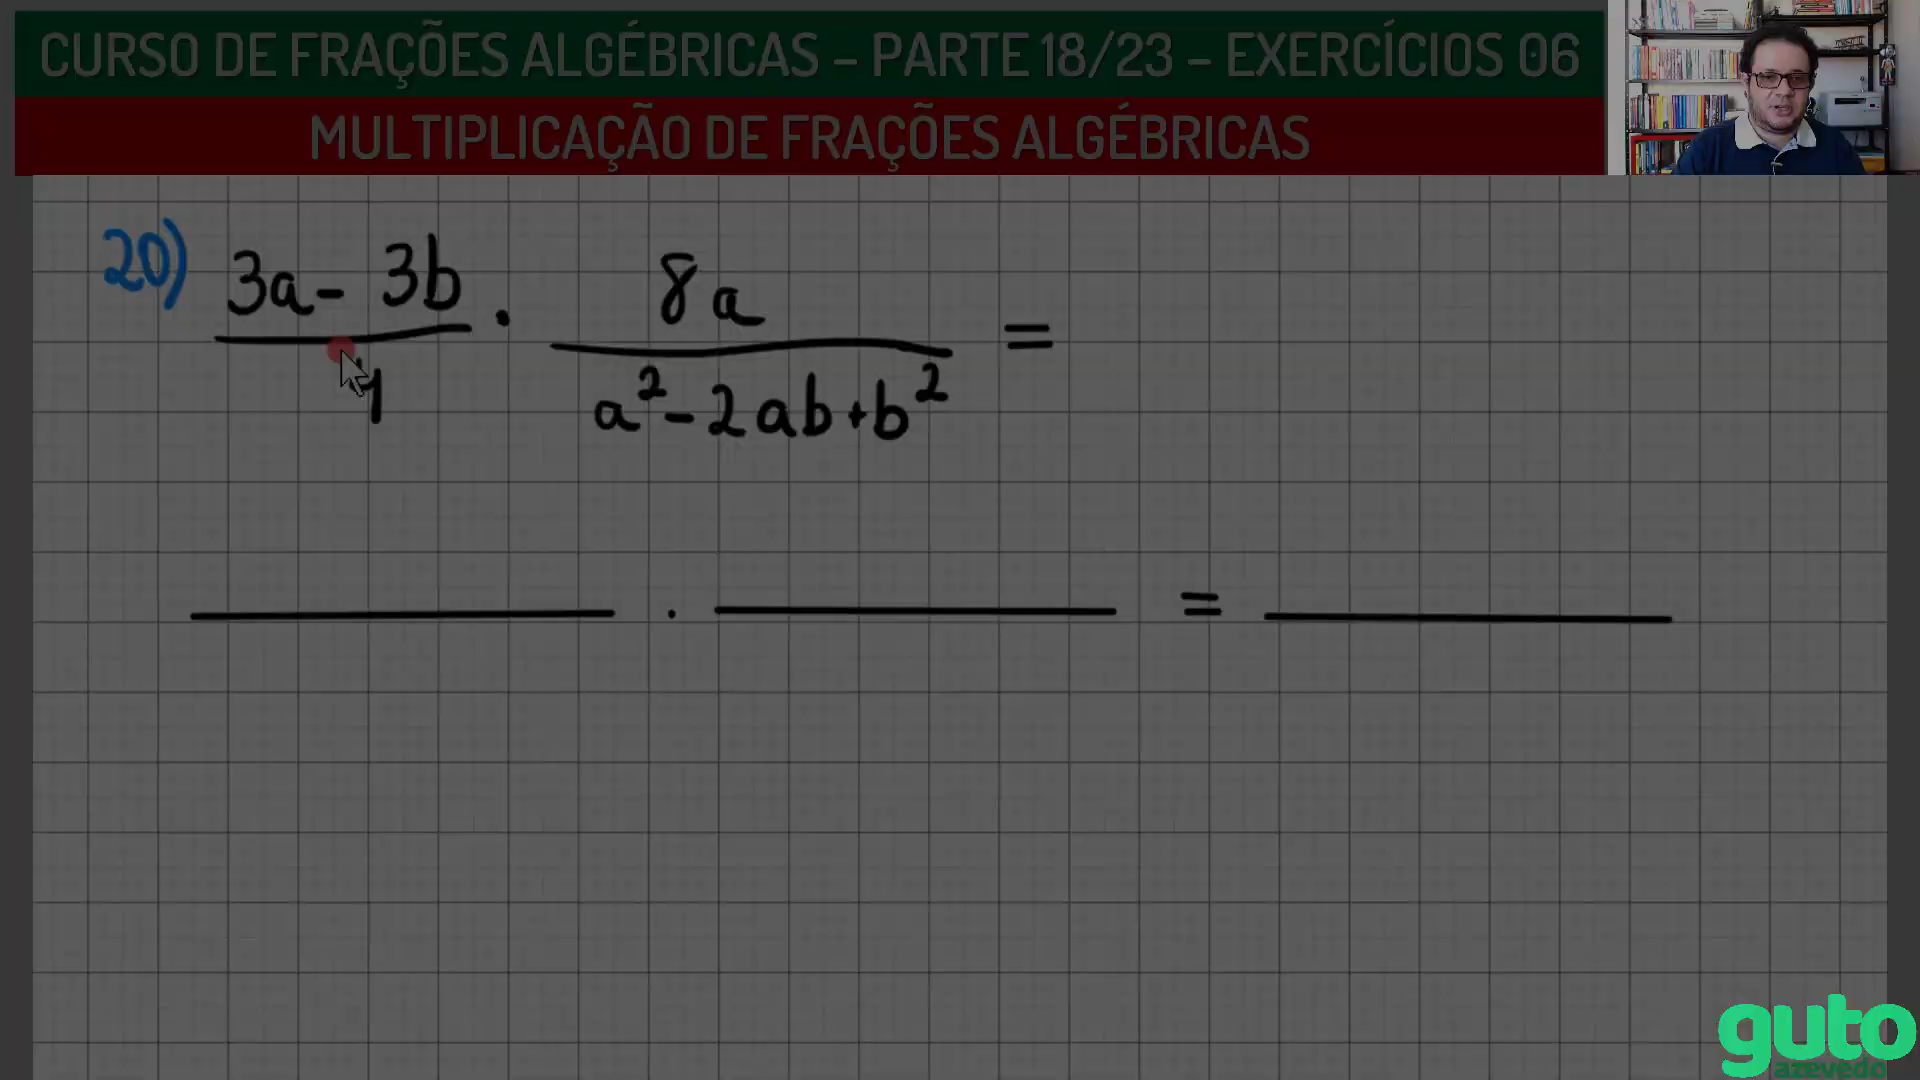 CURSO DE FRAÇÕES ALGÉBRICAS – PARTE 18/23 – EXERCÍCIOS 06
MULTIPLICAÇÃO DE FRAÇÕES ALGÉBRICAS
20) 3a - 3b . 8a =
4 a² - 2ab + b²
. =
guto
azevedo